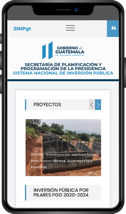 SNIPgt
GOBIERNO de
GUATEMALA
SECRETARÍA DE PLANIFICACIÓN Y
PROGRAMACIÓN DE LA PRESIDENCIA
SISTEMA NACIONAL DE INVERSIÓN PÚBLICA
PROYECTOS
INVERSIÓN PÚBLICA POR
PILARES PGG 2020-2024